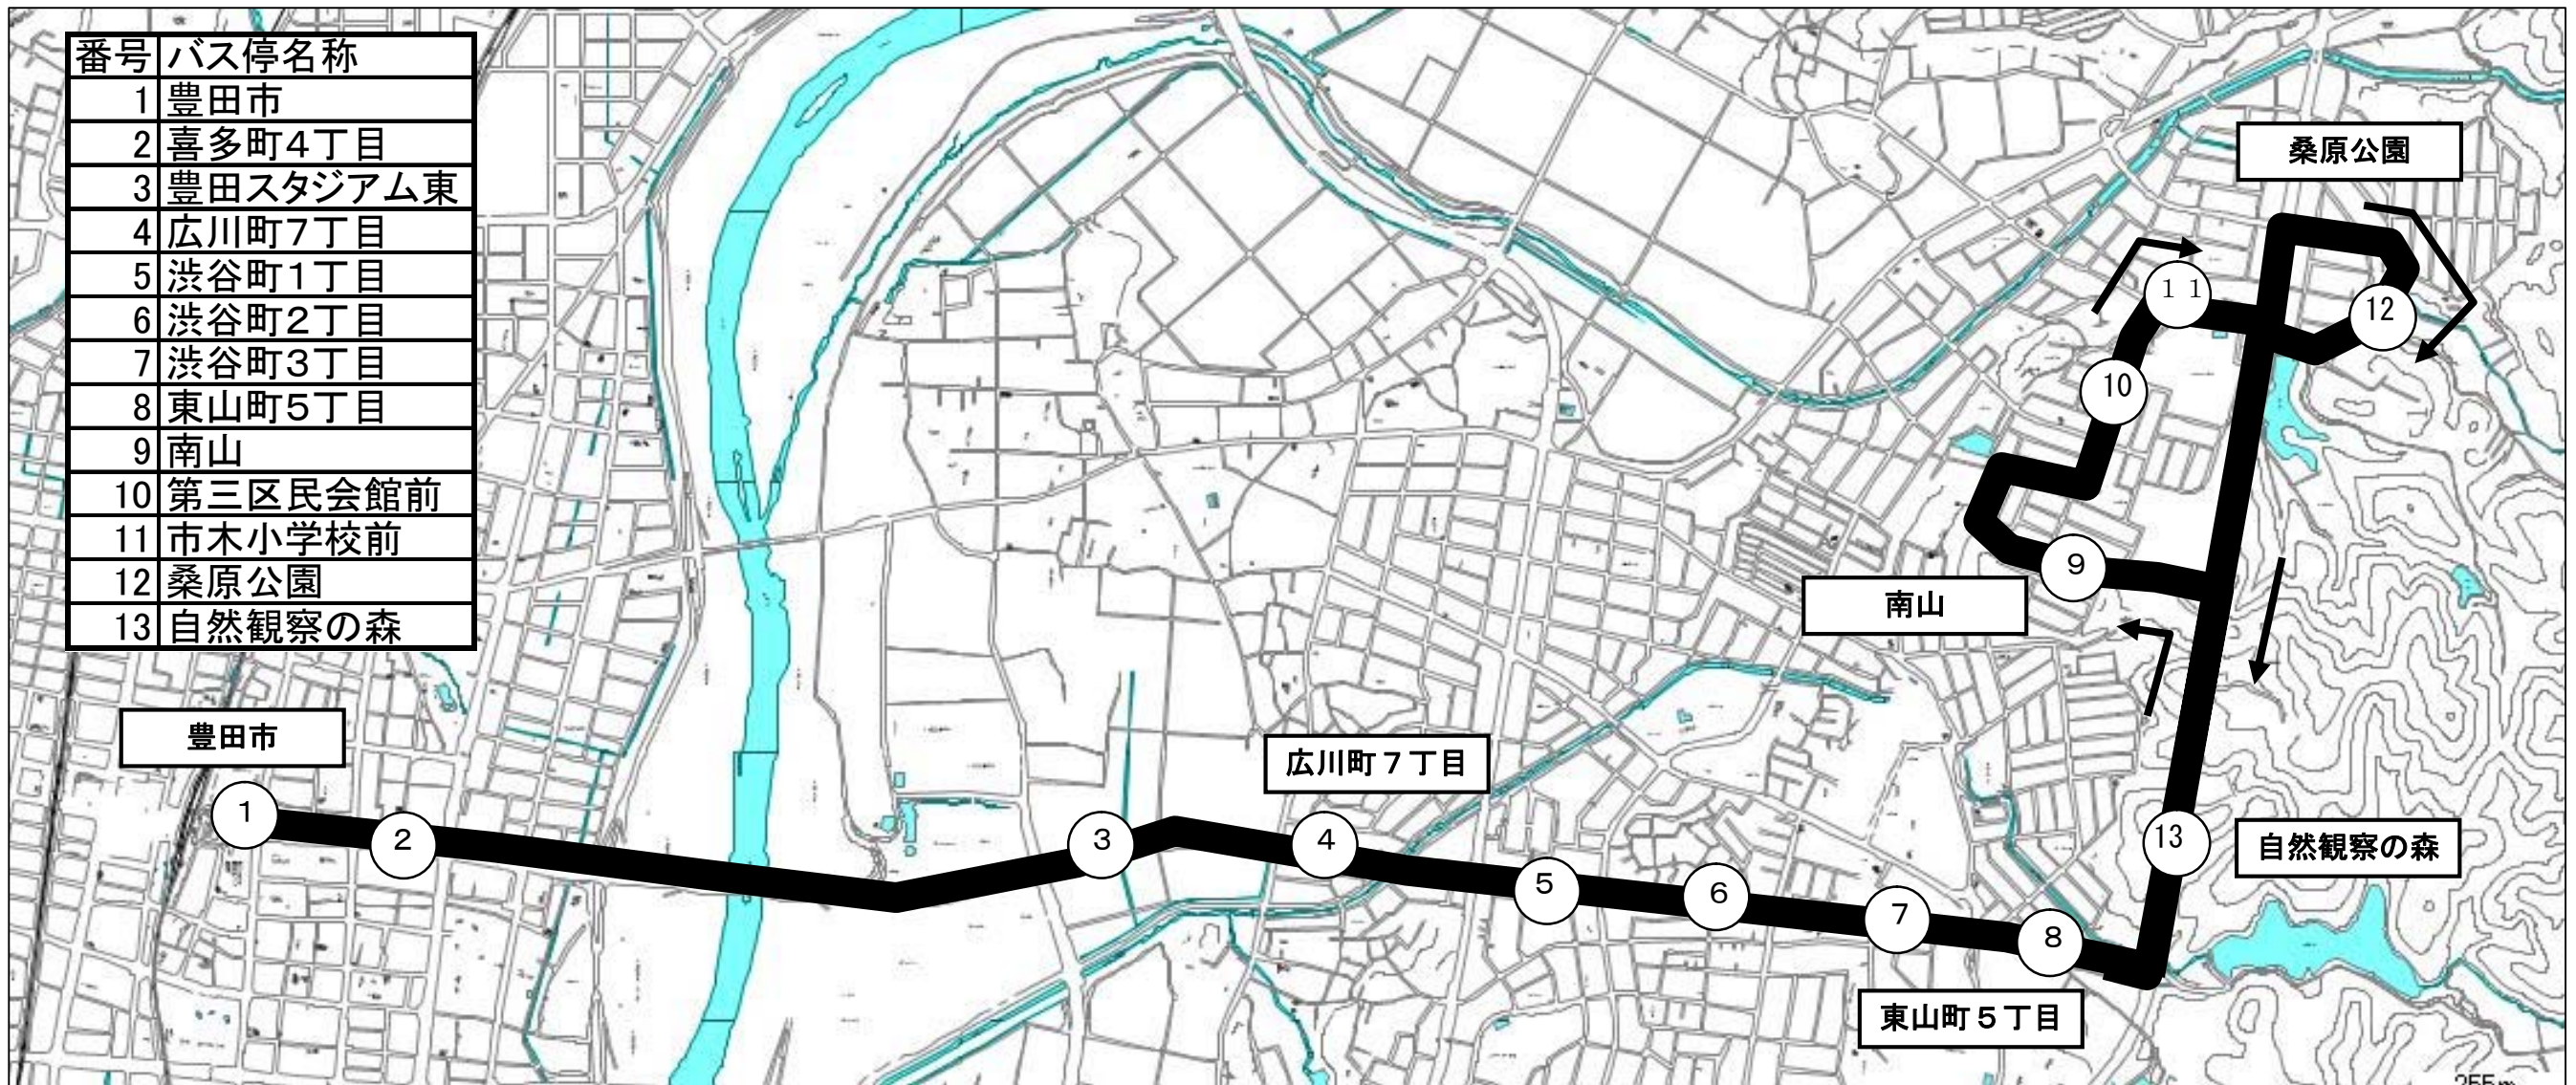 番号 バス停名称
1 豊田市
2 喜多町4丁目
3 豊田スタジアム東
4 広川町7丁目
5 渋谷町1丁目
6 渋谷町2丁目
7 渋谷町3丁目
8 東山町5丁目
9 南山
10 第三区民会館前
11 市木小学校前
12 桑原公園
13 自然観察の森
桑原公園
11
12
10
9
南山
豊田市
広川町7丁目
1
2
3
4
5
6
7
8
13
自然観察の森
東山町5丁目